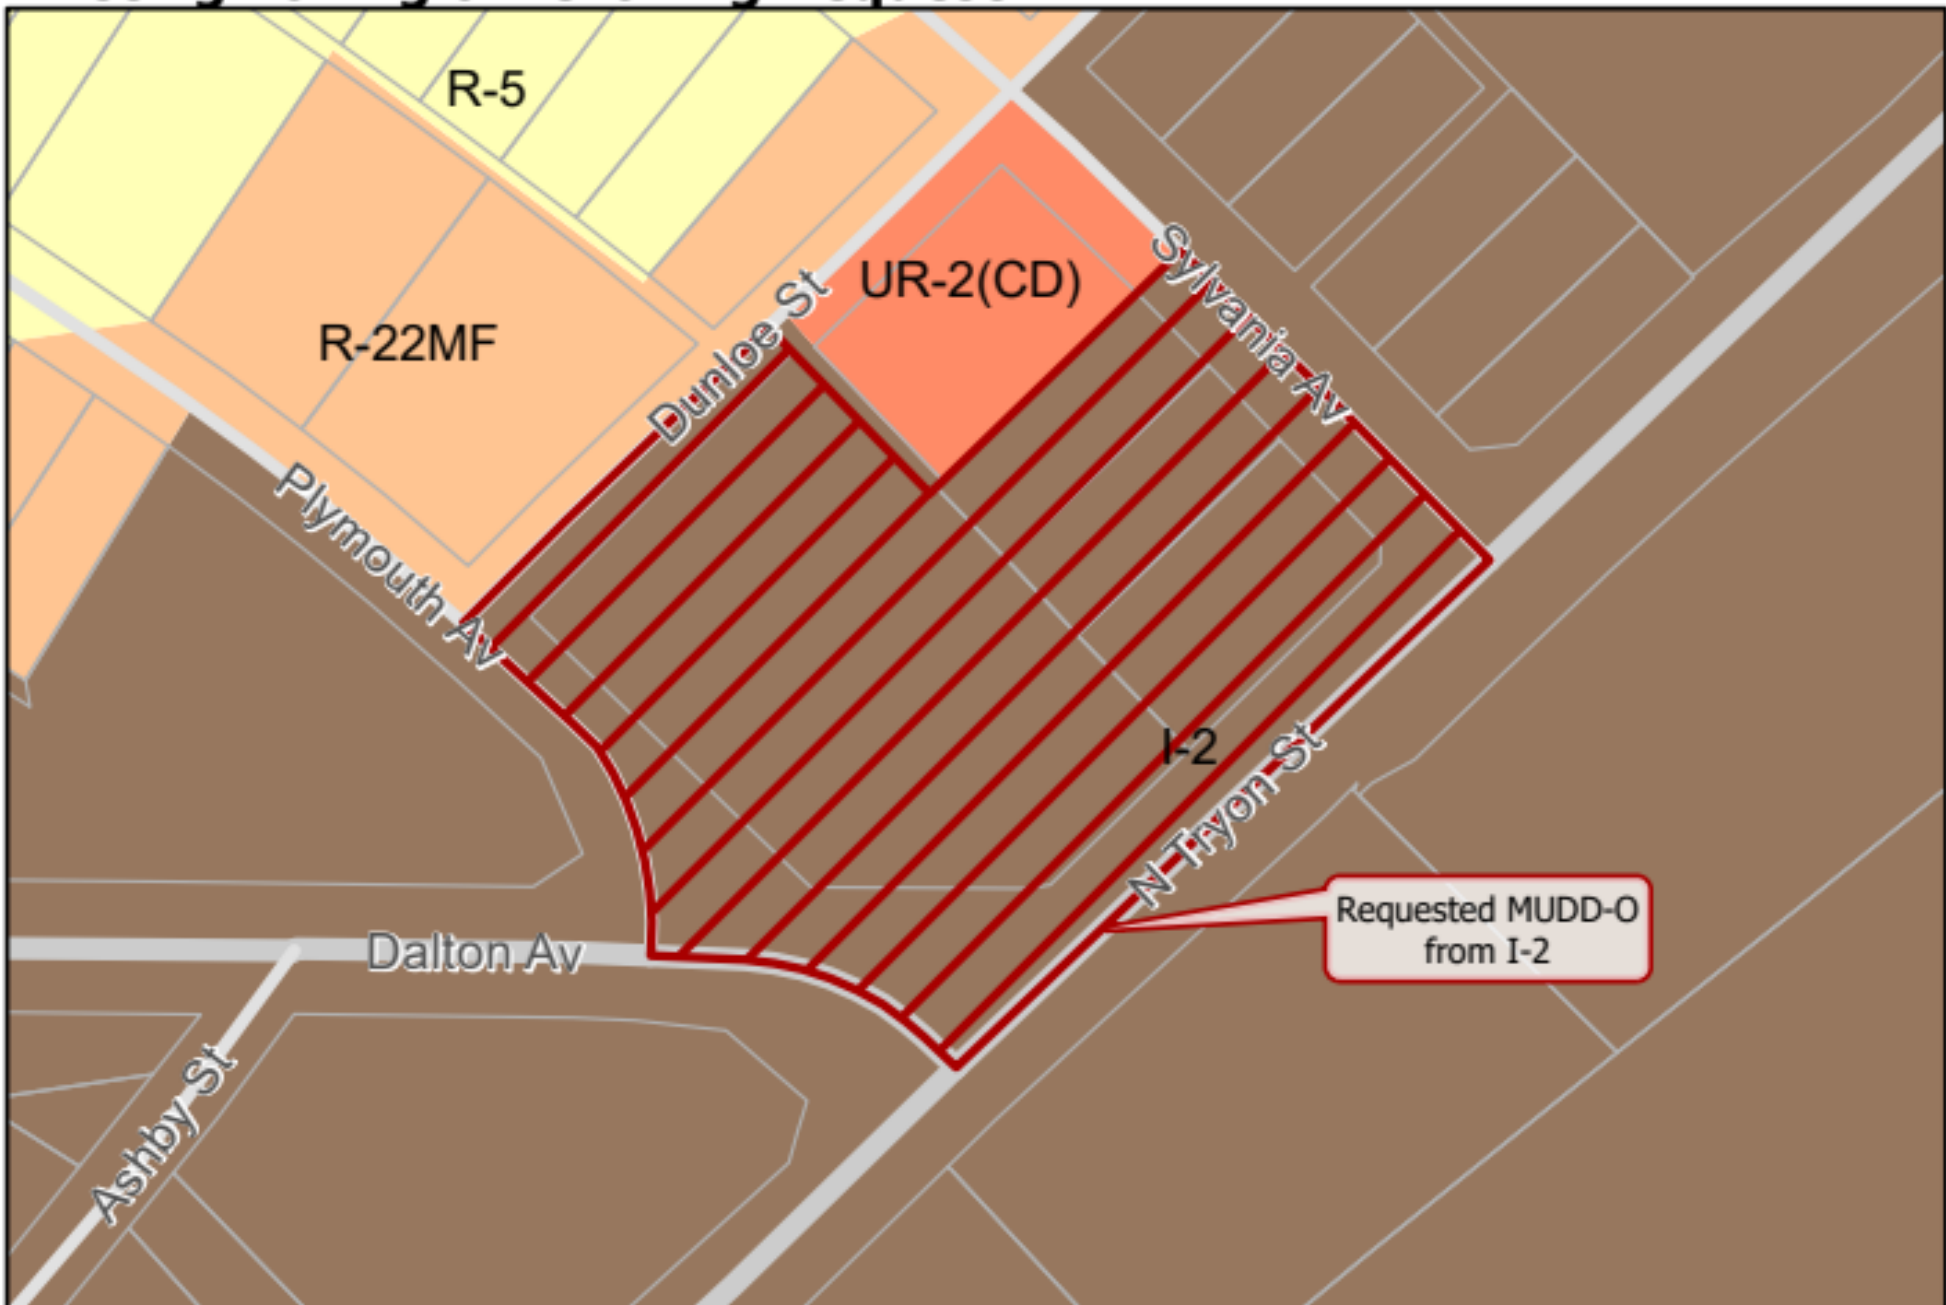 R-5
UR-2(CD)
Sylvania Av
R-22MF
Dunloe St
Plymouth Av
I-2
N Tryon St
Requested MUDD-O
from I-2
Dalton Av
Ashby St